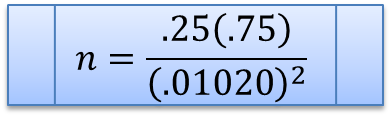 n = .25(.75) / (.01020)²